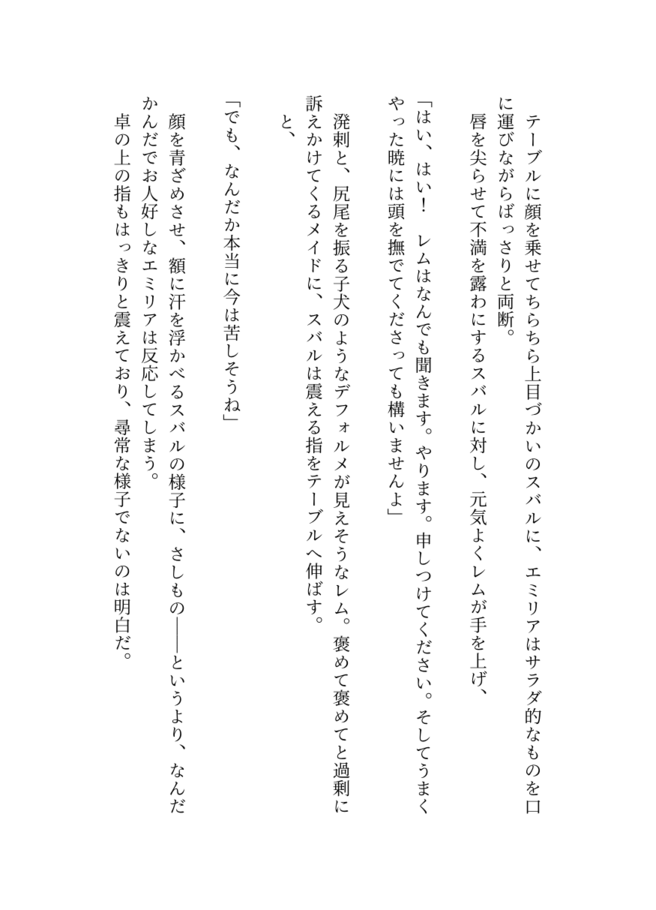 テーブルに顔を乗せてちらちら上目づかいのスバルに、エミリアはサラダ的なものを口
に運びながらばっさりと両断。
　唇を尖らせて不満を露わにするスバルに対し、元気よくレムが手を上げ、
「はい、はい！　レムはなんでも聞きます。やります。申しつけてください。そしてうまく
やった暁には頭を撫でてくださっても構いませんよ」
　溌剌と、尻尾を振る子犬のようなデフォルメが見えそうなレム。褒めて褒めてと過剰に
訴えかけてくるメイドに、スバルは震える指をテーブルへ伸ばす。
　と、
「でも、なんだか本当に今は苦しそうね」
　顔を青ざめさせ、額に汗を浮かべるスバルの様子に、さしもの――というより、なんだ
かんだでお人好しなエミリアは反応してしまう。
　卓の上の指もはっきりと震えており、尋常な様子でないのは明白だ。